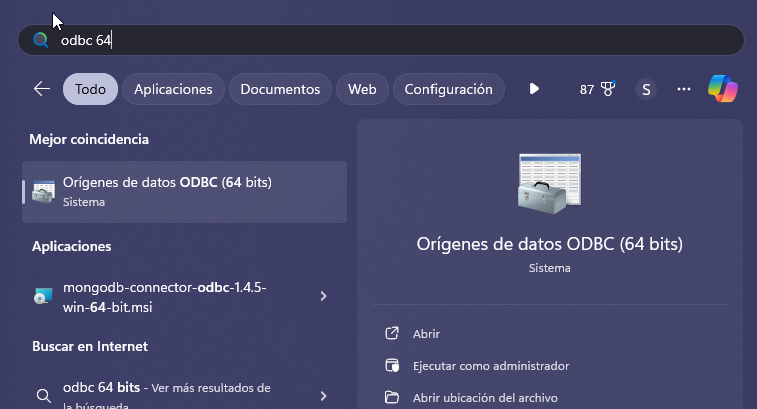 odbc 64
Todo
Aplicaciones
Documentos
Web
Configuración
87
S
Mejor coincidencia
Orígenes de datos ODBC (64 bits)
Sistema
Aplicaciones
mongodb-connector-odbc-1.4.5-
win-64-bit.msi
Buscar en Internet
odbc 64 bits - Ver más resultados de
la búsqueda
Orígenes de datos ODBC (64 bits)
Sistema
Abrir
Ejecutar como administrador
Abrir ubicación del archivo